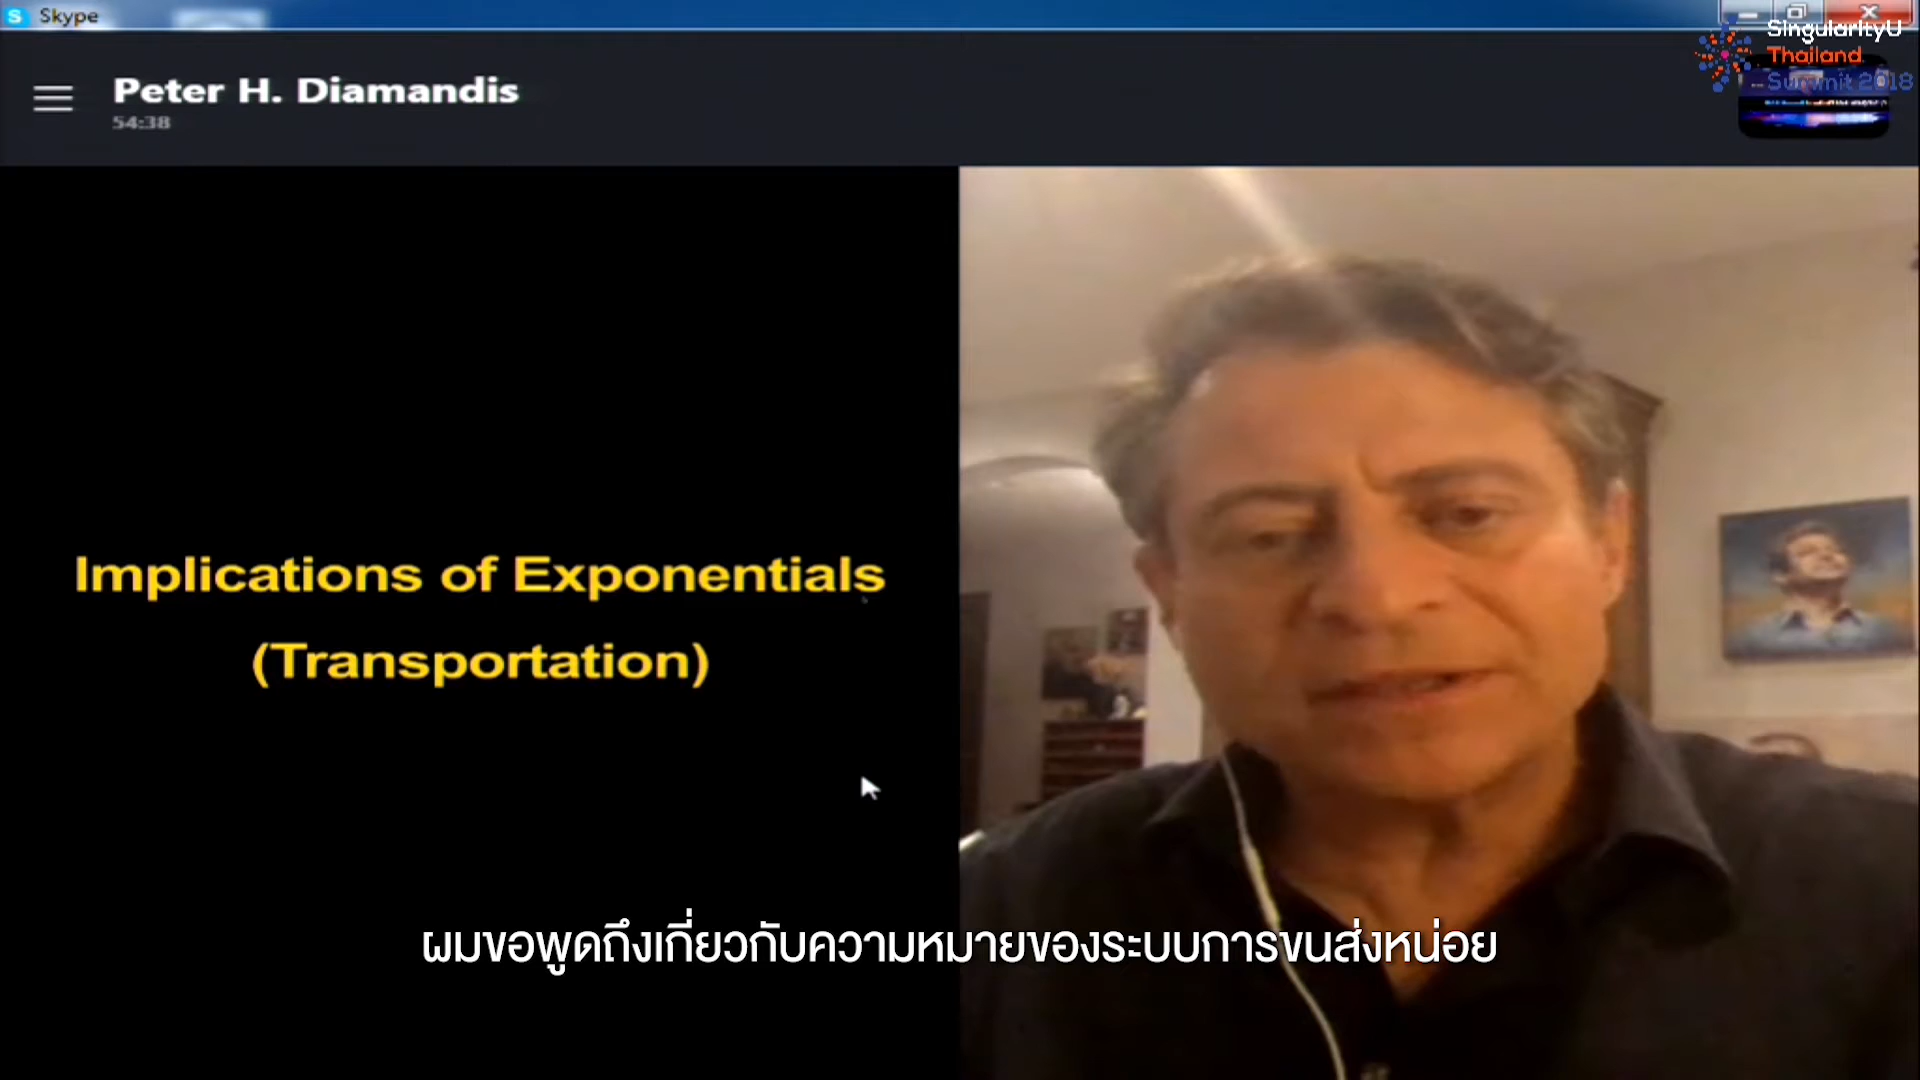 Skype
SingularityU
Thailand
Summit 2018
Peter H. Diamandis
54:38
Implications of Exponentials
(Transportation)
ผมขอพูดถึงเกี่ยวกับความหมายของระบบการขนส่งหน่อย